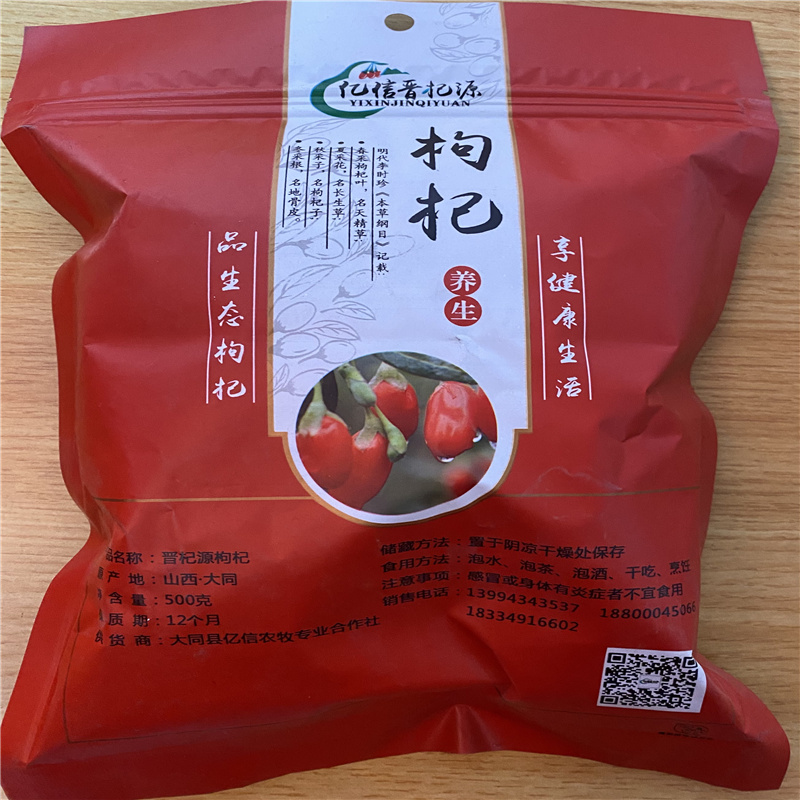 亿信晋杞源
YIXINJINQIYUAN
枸杞
养生
明代李时珍《本草纲目》记载:
春采枸杞叶,名天精草;
夏采花,名长生草;
秋采子,名枸杞子;
冬采根,名地骨皮。
品生态枸杞
享健康生活
品名称:晋杞源枸杞
产地:山西·大同
含量:500克
质期:12个月
货商:大同县亿信农牧专业合作社
储藏方法:置于阴凉干燥处保存
食用方法:泡水、泡茶、泡酒、干吃、烹饪
注意事项:感冒或身体有炎症者不宜食用
销售电话:13994343537 18800045066
18334916602